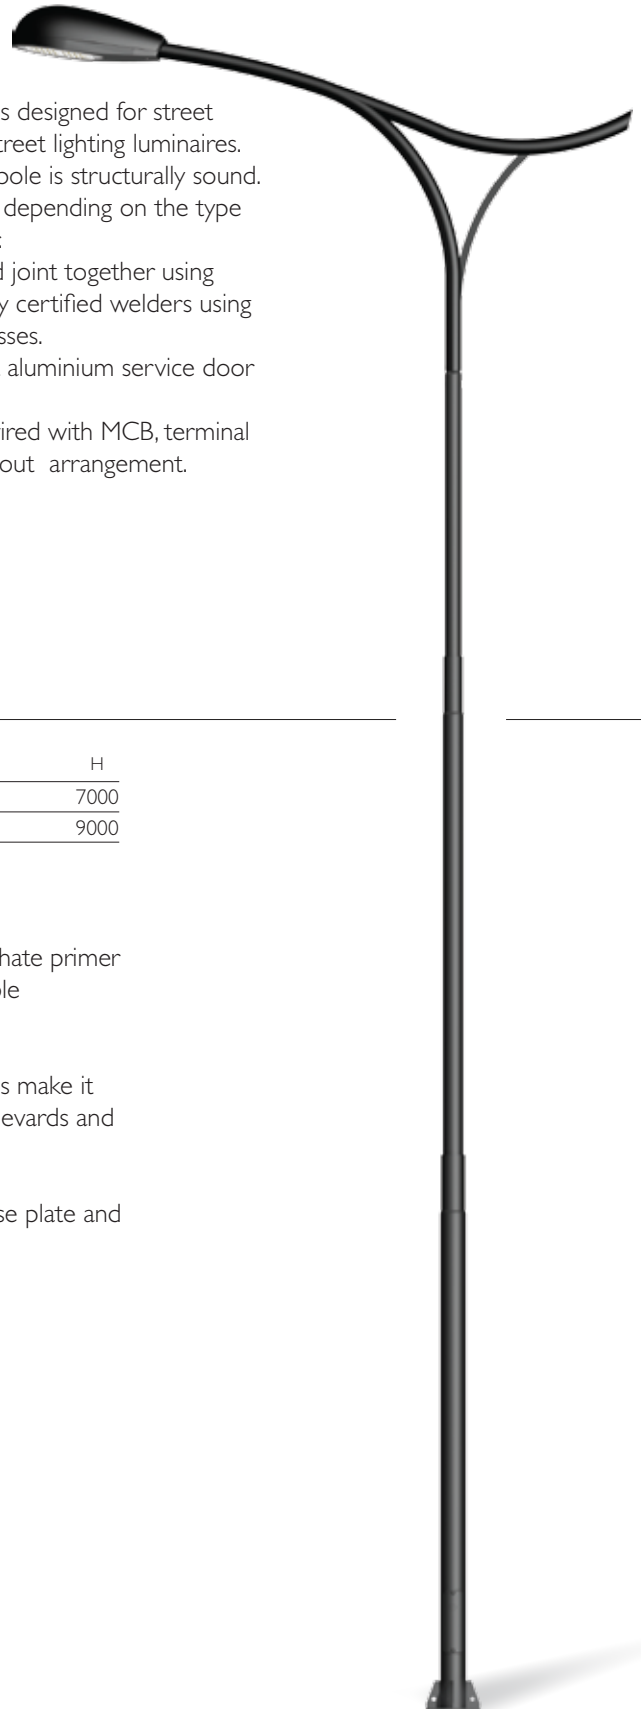 s designed for street
treet lighting luminaires.
pole is structurally sound.
depending on the type
:
d joint together using
y certified welders using
sses.
aluminium service door
ired with MCB, terminal
out arrangement.
H
7000
9000
hate primer
le
s make it
evards and
se plate and